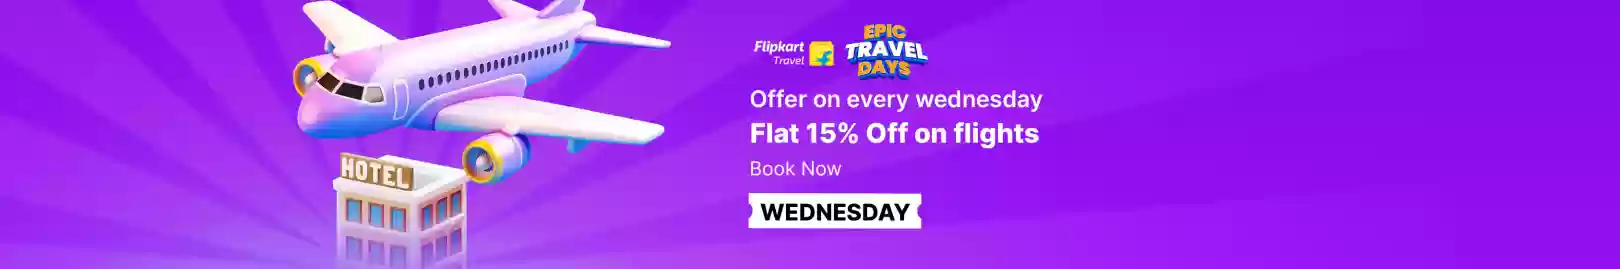 Flipkart
Travel
EPIC
TRAVEL
DAYS
Offer on every wednesday
Flat 15% Off on flights
Book Now
WEDNESDAY
HOTEL